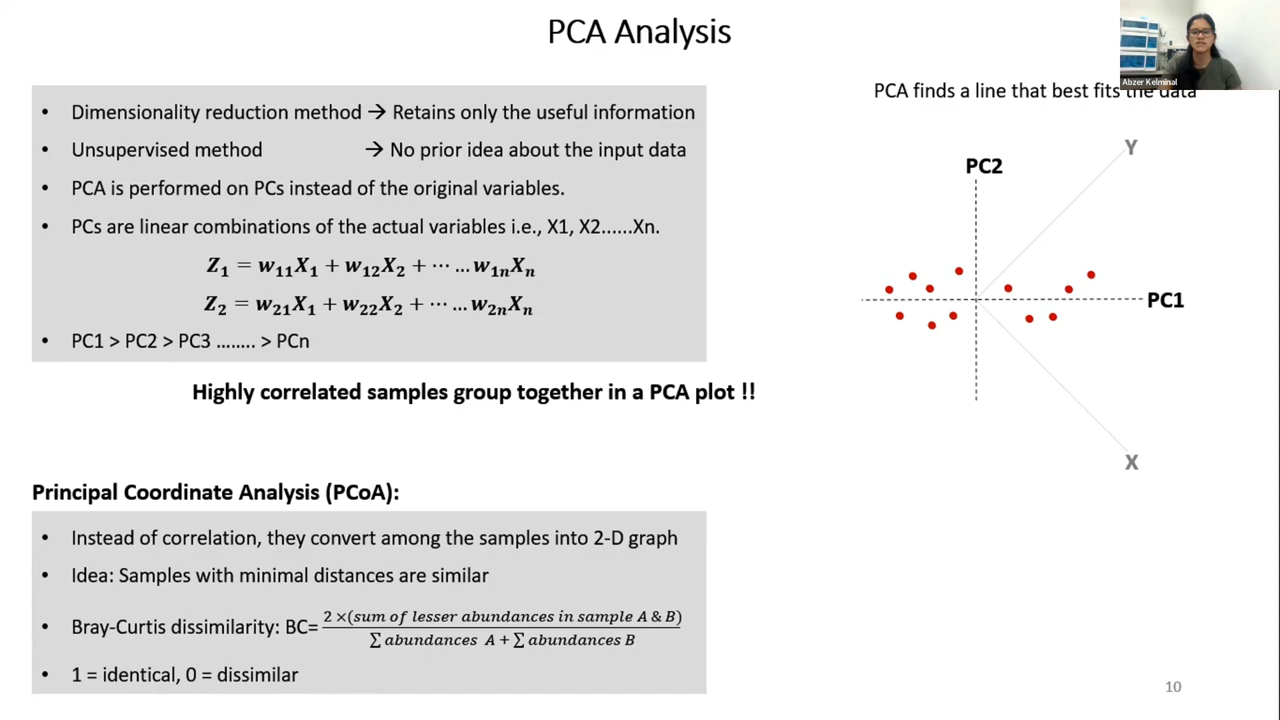 PCA Analysis
Abzer Kelminal
PCA finds a line that best fits the data
• Dimensionality reduction method → Retains only the useful information
• Unsupervised method → No prior idea about the input data
• PCA is performed on PCs instead of the original variables.
• PCs are linear combinations of the actual variables i.e., X1, X2......Xn.
Z₁ = w₁₁X₁ + w₁₂X₂ + ⋯ … w₁ₙXₙ
Z₂ = w₂₁X₁ + w₂₂X₂ + ⋯ … w₂ₙXₙ
• PC1 > PC2 > PC3 ........ > PCn
Y
PC2
PC1
X
Highly correlated samples group together in a PCA plot !!
Principal Coordinate Analysis (PCoA):
• Instead of correlation, they convert among the samples into 2-D graph
• Idea: Samples with minimal distances are similar
• Bray-Curtis dissimilarity: BC= 2 ×(sum of lesser abundances in sample A & B)
∑ abundances A + ∑ abundances B
• 1 = identical, 0 = dissimilar
10